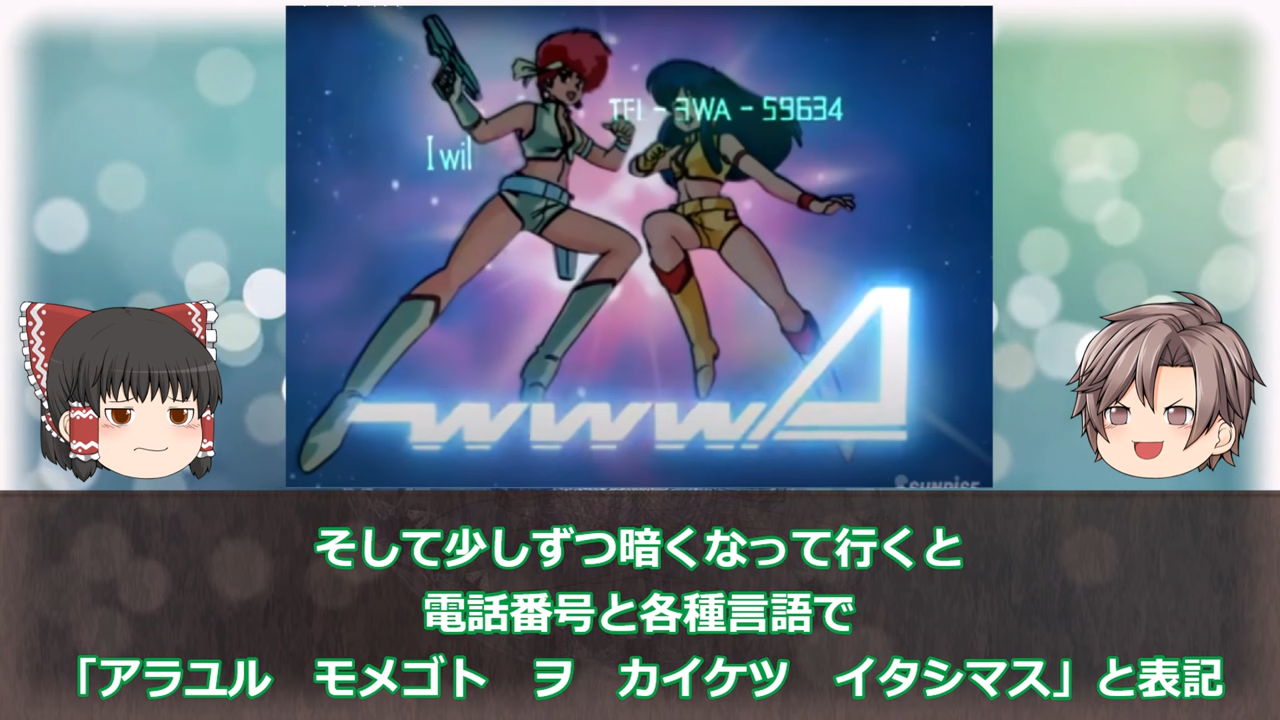 TEL - 3WA - 59634
I wil
WWWA
SUNRISE
そして少しずつ暗くなって行くと
電話番号と各種言語で
「アラユル モメゴト ヲ カイケツ イタシマス」と表記